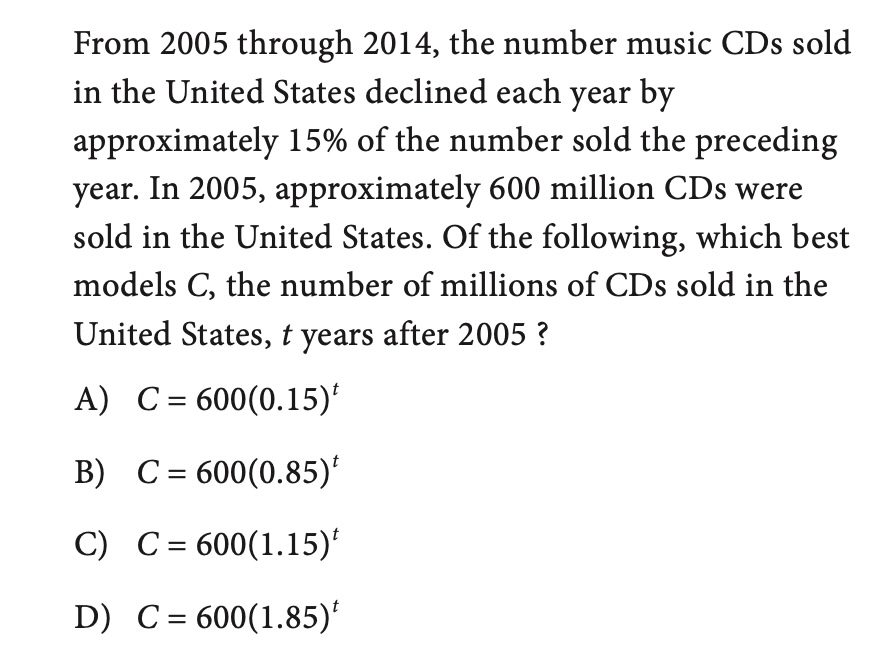 From 2005 through 2014, the number music CDs sold
in the United States declined each year by
approximately 15% of the number sold the preceding
year. In 2005, approximately 600 million CDs were
sold in the United States. Of the following, which best
models C, the number of millions of CDs sold in the
United States, t years after 2005 ?
A) C = 600(0.15)ᵗ
B) C = 600(0.85)ᵗ
C) C = 600(1.15)ᵗ
D) C = 600(1.85)ᵗ